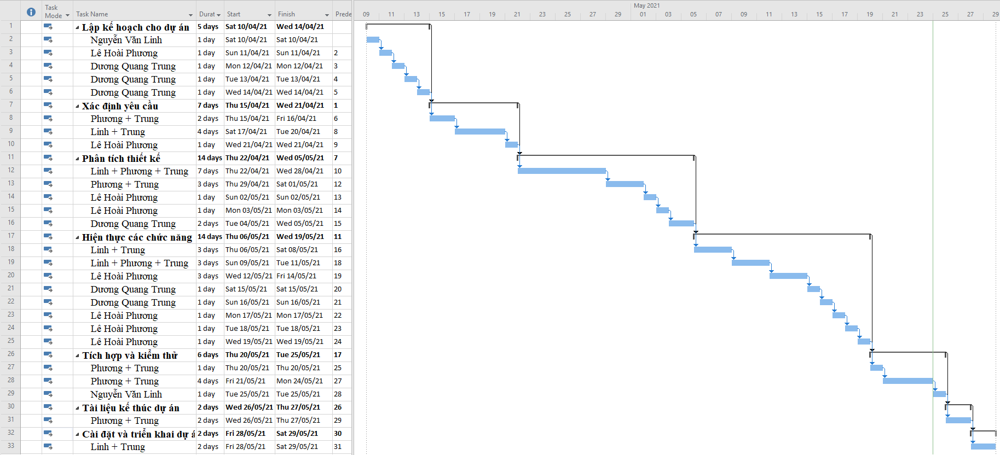 May 2021
Task Mode Task Name Durat Start Finish Prede 09 11 13 15 17 19 21 23 25 27 29 01 03 05 07 09 11 13 15 17 19 21 23 25 27 29
1 Lập kế hoạch cho dự án 5 days Sat 10/04/21 Wed 14/04/21
2 Nguyễn Văn Linh 1 day Sat 10/04/21 Sat 10/04/21
3 Lê Hoài Phương 1 day Sun 11/04/21 Sun 11/04/21 2
4 Dương Quang Trung 1 day Mon 12/04/21 Mon 12/04/21 3
5 Dương Quang Trung 1 day Tue 13/04/21 Tue 13/04/21 4
6 Dương Quang Trung 1 day Wed 14/04/21 Wed 14/04/21 5
7 Xác định yêu cầu 7 days Thu 15/04/21 Wed 21/04/21 1
8 Phương + Trung 2 days Thu 15/04/21 Fri 16/04/21 6
9 Linh + Trung 4 days Sat 17/04/21 Tue 20/04/21 8
10 Lê Hoài Phương 1 day Wed 21/04/21 Wed 21/04/21 9
11 Phân tích thiết kế 14 days Thu 22/04/21 Wed 05/05/21 7
12 Linh + Phương + Trung 7 days Thu 22/04/21 Wed 28/04/21 10
13 Phương + Trung 3 days Thu 29/04/21 Sat 01/05/21 12
14 Lê Hoài Phương 1 day Sun 02/05/21 Sun 02/05/21 13
15 Lê Hoài Phương 1 day Mon 03/05/21 Mon 03/05/21 14
16 Dương Quang Trung 2 days Tue 04/05/21 Wed 05/05/21 15
17 Hiện thực các chức năng 14 days Thu 06/05/21 Wed 19/05/21 11
18 Linh + Trung 3 days Thu 06/05/21 Sat 08/05/21 16
19 Linh + Phương + Trung 3 days Sun 09/05/21 Tue 11/05/21 18
20 Lê Hoài Phương 3 days Wed 12/05/21 Fri 14/05/21 19
21 Dương Quang Trung 1 day Sat 15/05/21 Sat 15/05/21 20
22 Dương Quang Trung 1 day Sun 16/05/21 Sun 16/05/21 21
23 Lê Hoài Phương 1 day Mon 17/05/21 Mon 17/05/21 22
24 Lê Hoài Phương 1 day Tue 18/05/21 Tue 18/05/21 23
25 Lê Hoài Phương 1 day Wed 19/05/21 Wed 19/05/21 24
26 Tích hợp và kiểm thử 6 days Thu 20/05/21 Tue 25/05/21 17
27 Phương + Trung 1 day Thu 20/05/21 Thu 20/05/21 25
28 Phương + Trung 4 days Fri 21/05/21 Mon 24/05/21 27
29 Nguyễn Văn Linh 1 day Tue 25/05/21 Tue 25/05/21 28
30 Tài liệu kế thúc dự án 2 days Wed 26/05/21 Thu 27/05/21 26
31 Phương + Trung 2 days Wed 26/05/21 Thu 27/05/21 29
32 Cài đặt và triển khai dự á 2 days Fri 28/05/21 Sat 29/05/21 30
33 Linh + Trung 2 days Fri 28/05/21 Sat 29/05/21 31